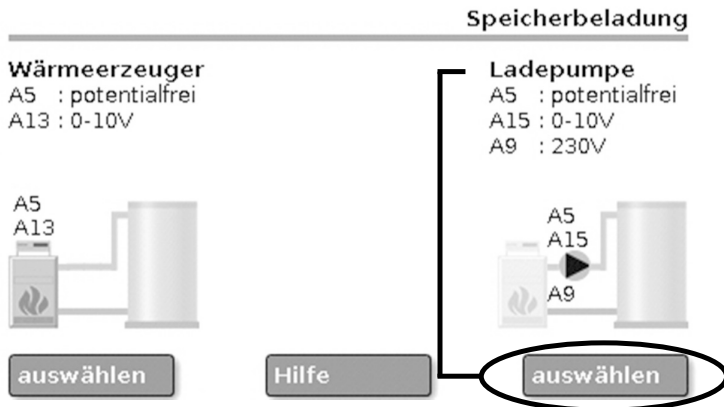 Speicherbeladung
Wärmeerzeuger
A5 : potentialfrei
A13 : 0-10V
Ladepumpe
A5 : potentialfrei
A15 : 0-10V
A9 : 230V
A5
A13
A5
A15
A9
auswählen
Hilfe
auswählen